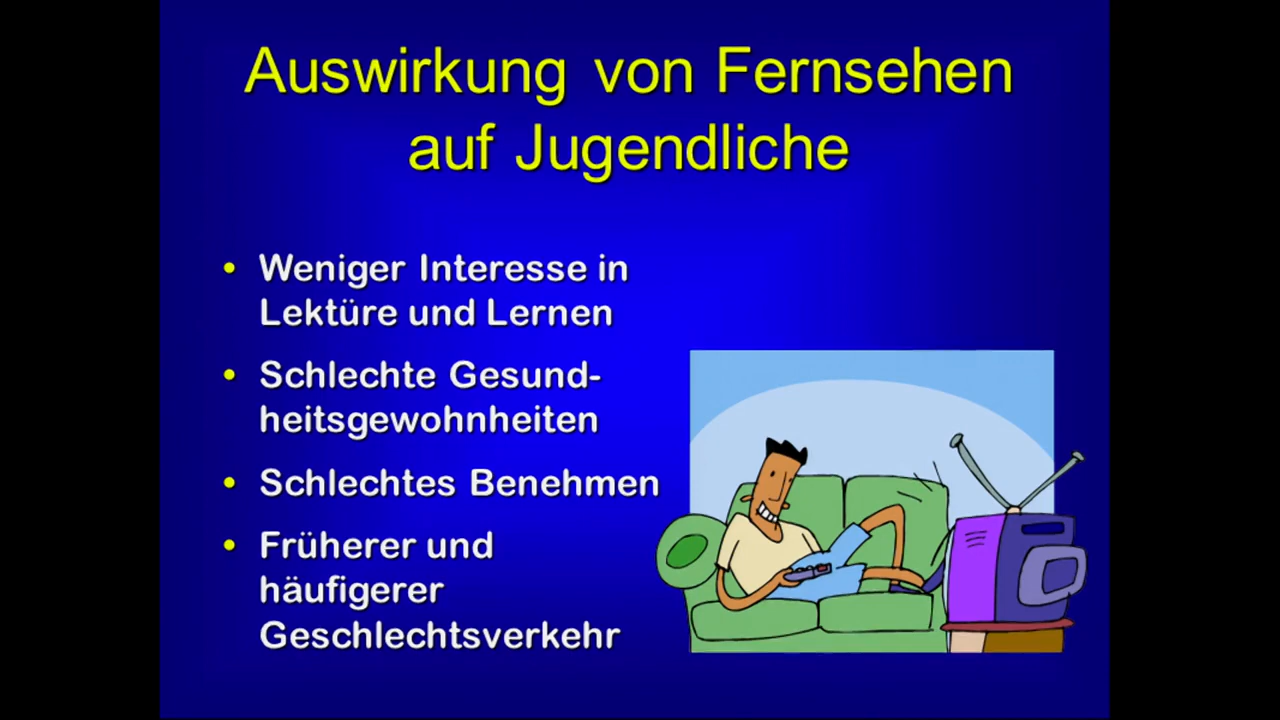 Auswirkung von Fernsehen
auf Jugendliche
• Weniger Interesse in
Lektüre und Lernen
• Schlechte Gesund-
heitsgewohnheiten
• Schlechtes Benehmen
• Früherer und
häufigerer
Geschlechtsverkehr